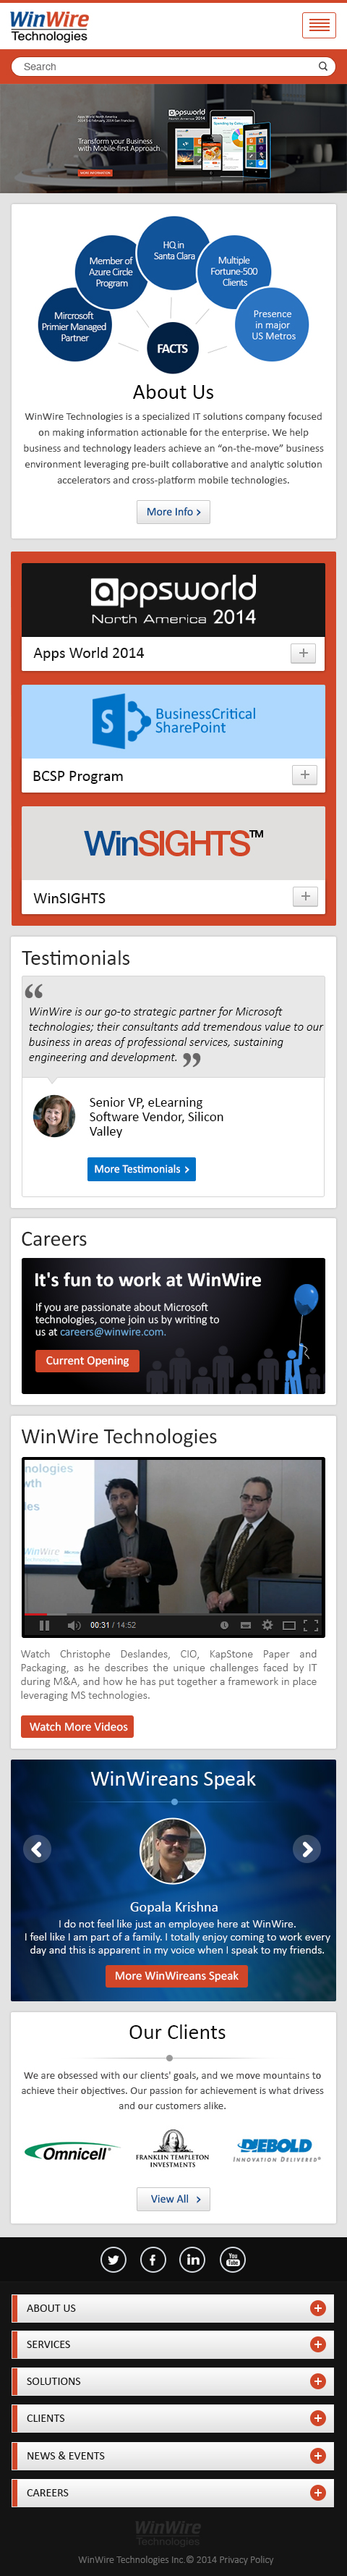 WinWire
Technologies
Search
Apps World North America
Transform your Business
with Mobile-first Approach
MORE INFORMATION
appsworld
North America 2014
HQ in
Santa Clara
Member of
Azure Circle
Program
Multiple
Fortune-500
Clients
Mircrosoft
Primier Managed
Partner
Presence
in major
US Metros
FACTS
About Us
WinWire Technologies is a specialized IT solutions company focused
on making information actionable for the enterprise. We help
business and technology leaders achieve an “on-the-move” business
environment leveraging pre-built collaborative and analytic solution
accelerators and cross-platform mobile technologies.
More Info
appsworld
North America 2014
Apps World 2014
BusinessCritical
SharePoint
BCSP Program
WinSIGHTS™
WinSIGHTS
Testimonials
“
WinWire is our go-to strategic partner for Microsoft
technologies; their consultants add tremendous value to our
business in areas of professional services, sustaining
engineering and development. ”
Senior VP, eLearning
Software Vendor, Silicon
Valley
More Testimonials
Careers
It's fun to work at WinWire
If you are passionate about Microsoft
technologies, come join us by writing to
us at careers@winwire.com.
Current Opening
WinWire Technologies
00:31 / 14:52
Watch Christophe Deslandes, CIO, KapStone Paper and
Packaging, as he describes the unique challenges faced by IT
during M&A, and how he has put together a framework in place
leveraging MS technologies.
Watch More Videos
WinWireans Speak
Gopala Krishna
I do not feel like just an employee here at WinWire.
I feel like I am part of a family. I totally enjoy coming to work every
day and this is apparent in my voice when I speak to my friends.
More WinWireans Speak
Our Clients
We are obsessed with our clients' goals, and we move mountains to
achieve their objectives. Our passion for achievement is what drives
and our customers alike.
Omnicell®
FRANKLIN TEMPLETON
INVESTMENTS
DIEBOLD®
Innovation Delivered®
View All
You
Tube
ABOUT US
SERVICES
SOLUTIONS
CLIENTS
NEWS & EVENTS
CAREERS
WinWire
Technologies
WinWire Technologies Inc.© 2014 Privacy Policy